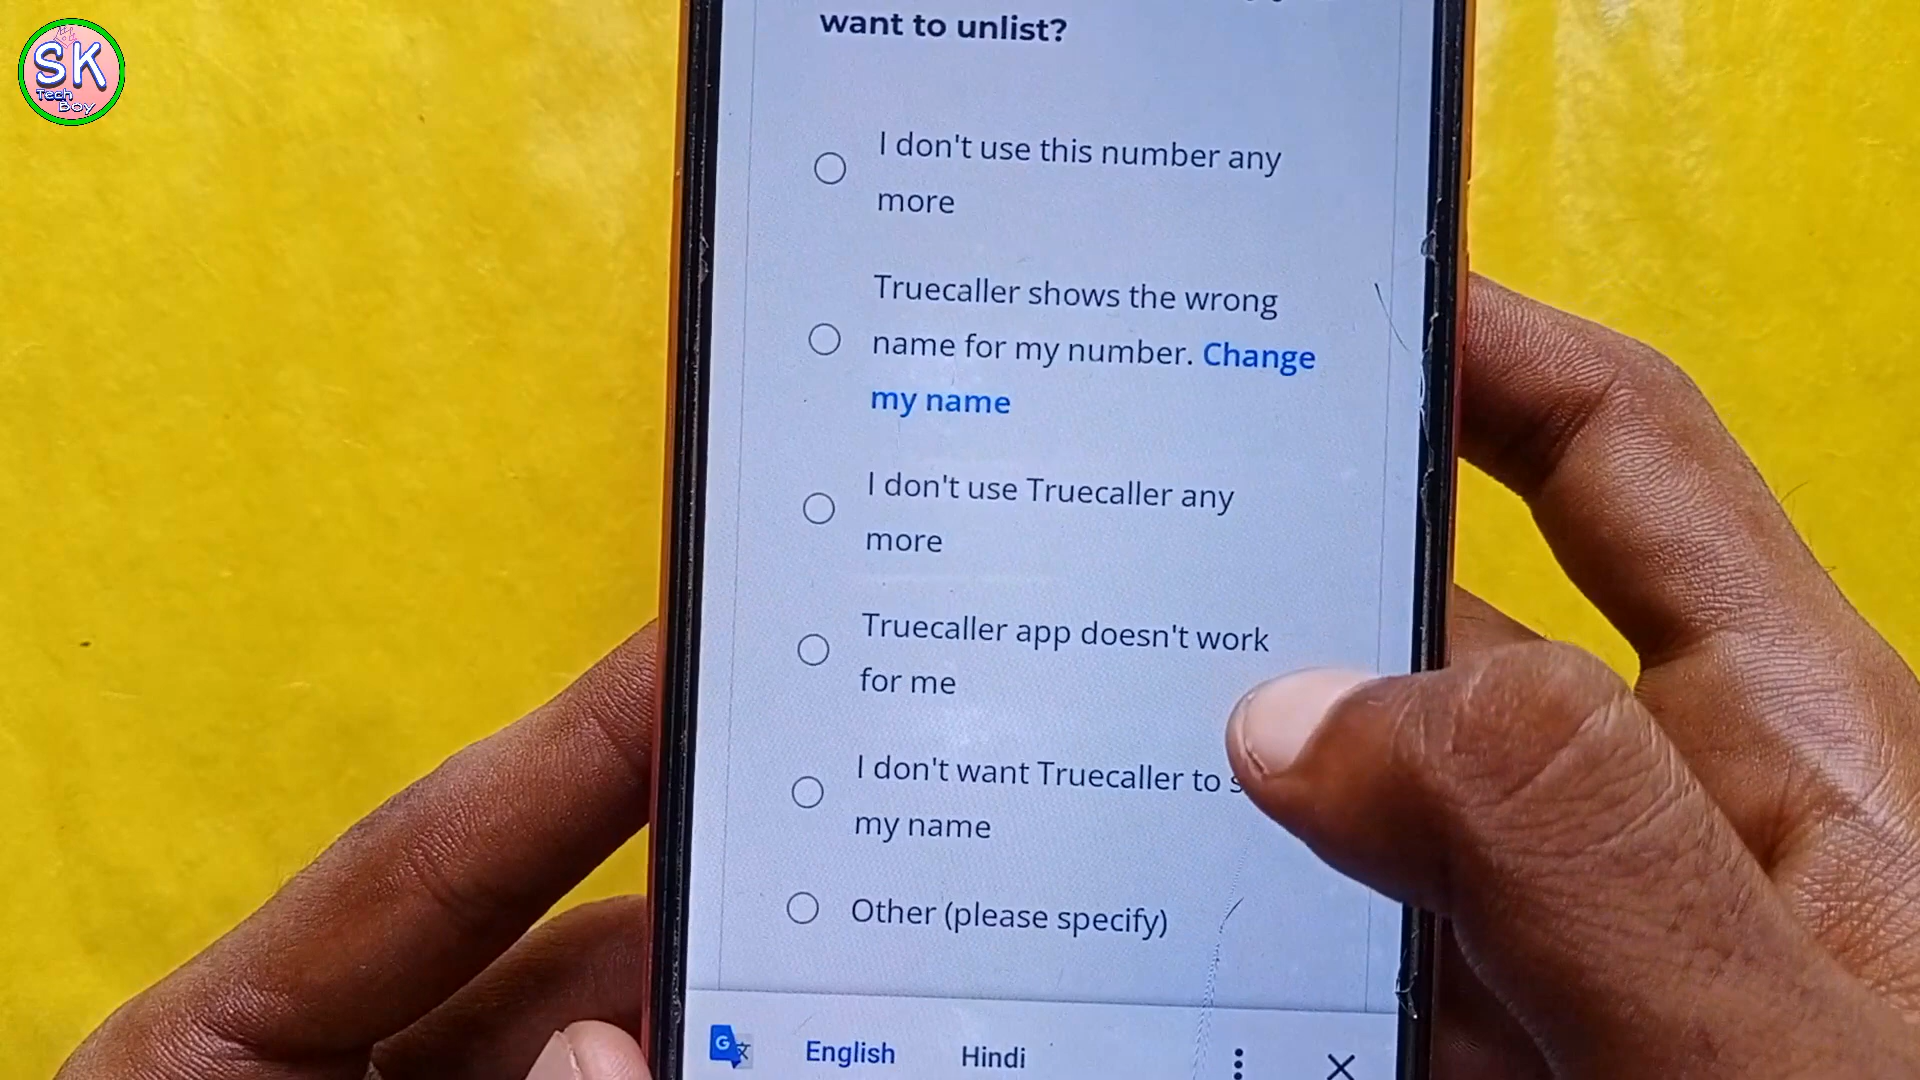 SK
Tech
Boy
want to unlist?
I don't use this number any
more
Truecaller shows the wrong
name for my number. Change
my name
I don't use Truecaller any
more
Truecaller app doesn't work
for me
I don't want Truecaller to
my name
Other (please specify)
English Hindi